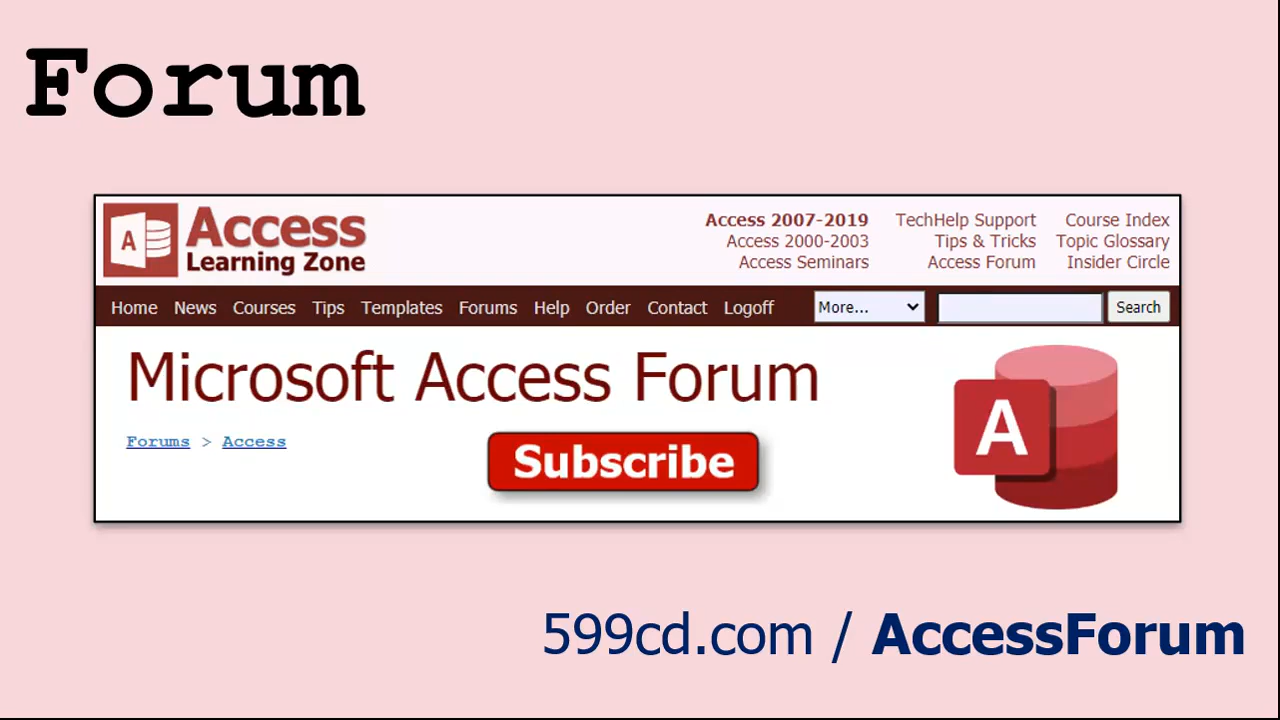 Forum
A Access
Learning Zone
Access 2007-2019 TechHelp Support Course Index
Access 2000-2003 Tips & Tricks Topic Glossary
Access Seminars Access Forum Insider Circle
Home News Courses Tips Templates Forums Help Order Contact Logoff More... Search
Microsoft Access Forum
Forums > Access
Subscribe
A
599cd.com / AccessForum